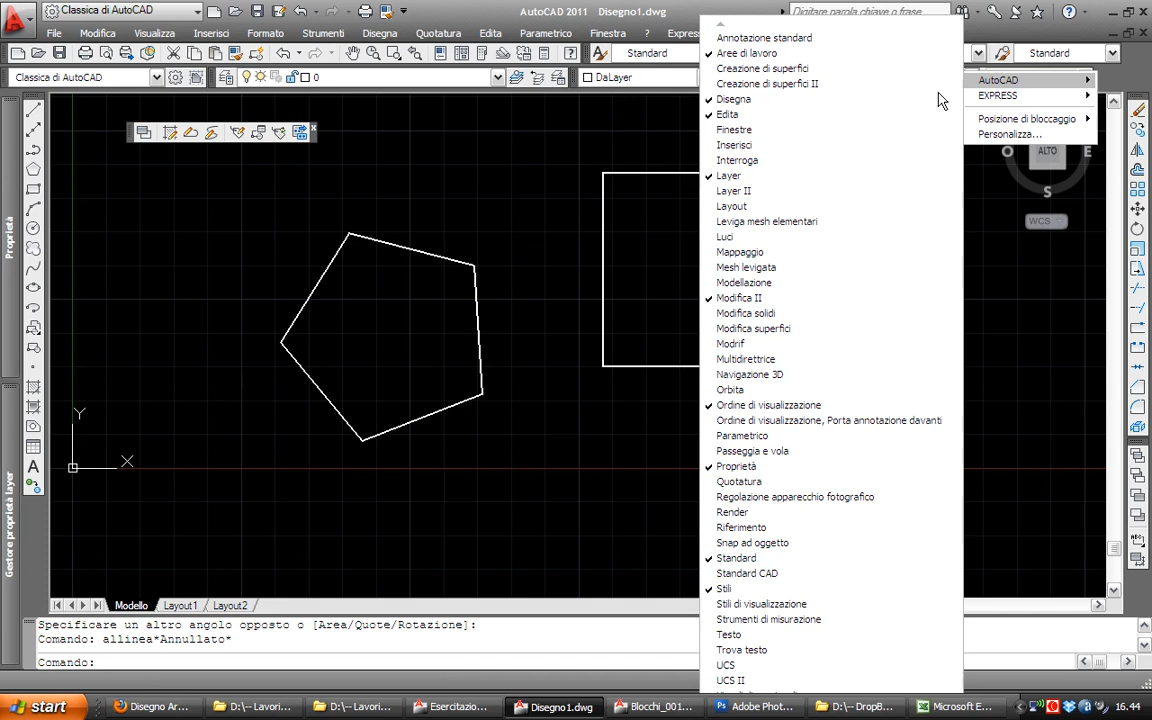 Classica di AutoCAD
AutoCAD 2011 Disegno1.dwg
Digitare parola chiave o frase
File Modifica Visualizza Inserisci Formato Strumenti Disegna Quotatura Edita Parametrico Finestra ? Express
Standard
Standard
Classica di AutoCAD
0
DaLayer
AutoCAD
EXPRESS
Posizione di bloccaggio
Personalizza...
Annotazione standard
Aree di lavoro
Creazione di superfici
Creazione di superfici II
Disegna
Edita
Finestre
Inserisci
Interroga
Layer
Layer II
Layout
Leviga mesh elementari
Luci
Mappaggio
Mesh levigata
Modellazione
Modifica II
Modifica solidi
Modifica superfici
Modrif
Multidirettrice
Navigazione 3D
Orbita
Ordine di visualizzazione
Ordine di visualizzazione, Porta annotazione davanti
Parametrico
Passeggia e vola
Proprietà
Quotatura
Regolazione apparecchio fotografico
Render
Riferimento
Snap ad oggetto
Standard
Standard CAD
Stili
Stili di visualizzazione
Strumenti di misurazione
Testo
Trova testo
UCS
UCS II
ALTO
O
E
S
WCS
Proprietà
Gestore proprietà layer
Y
X
Modello Layout1 Layout2
Specificare un altro angolo opposto o [Area/Quote/Rotazione]:
Comando: allinea*Annullato*
Comando:
start
Disegno Ar...
D:\-- Lavori...
D:\-- Lavori...
Esercitazio...
Disegno1.dwg
Blocchi_001...
Adobe Phot...
D:\-- DropB...
Microsoft E...
16.44